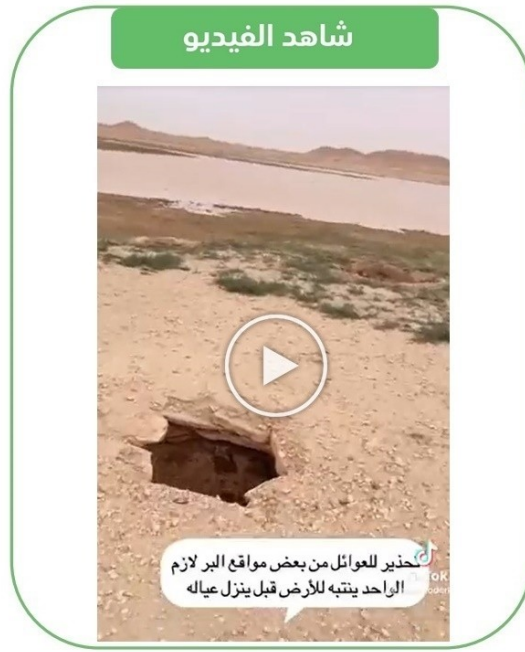 شاهد الفيديو
تحذير للعوائل من بعض مواقع البر لازم
الواحد ينتبه للأرض قبل ينزل عياله